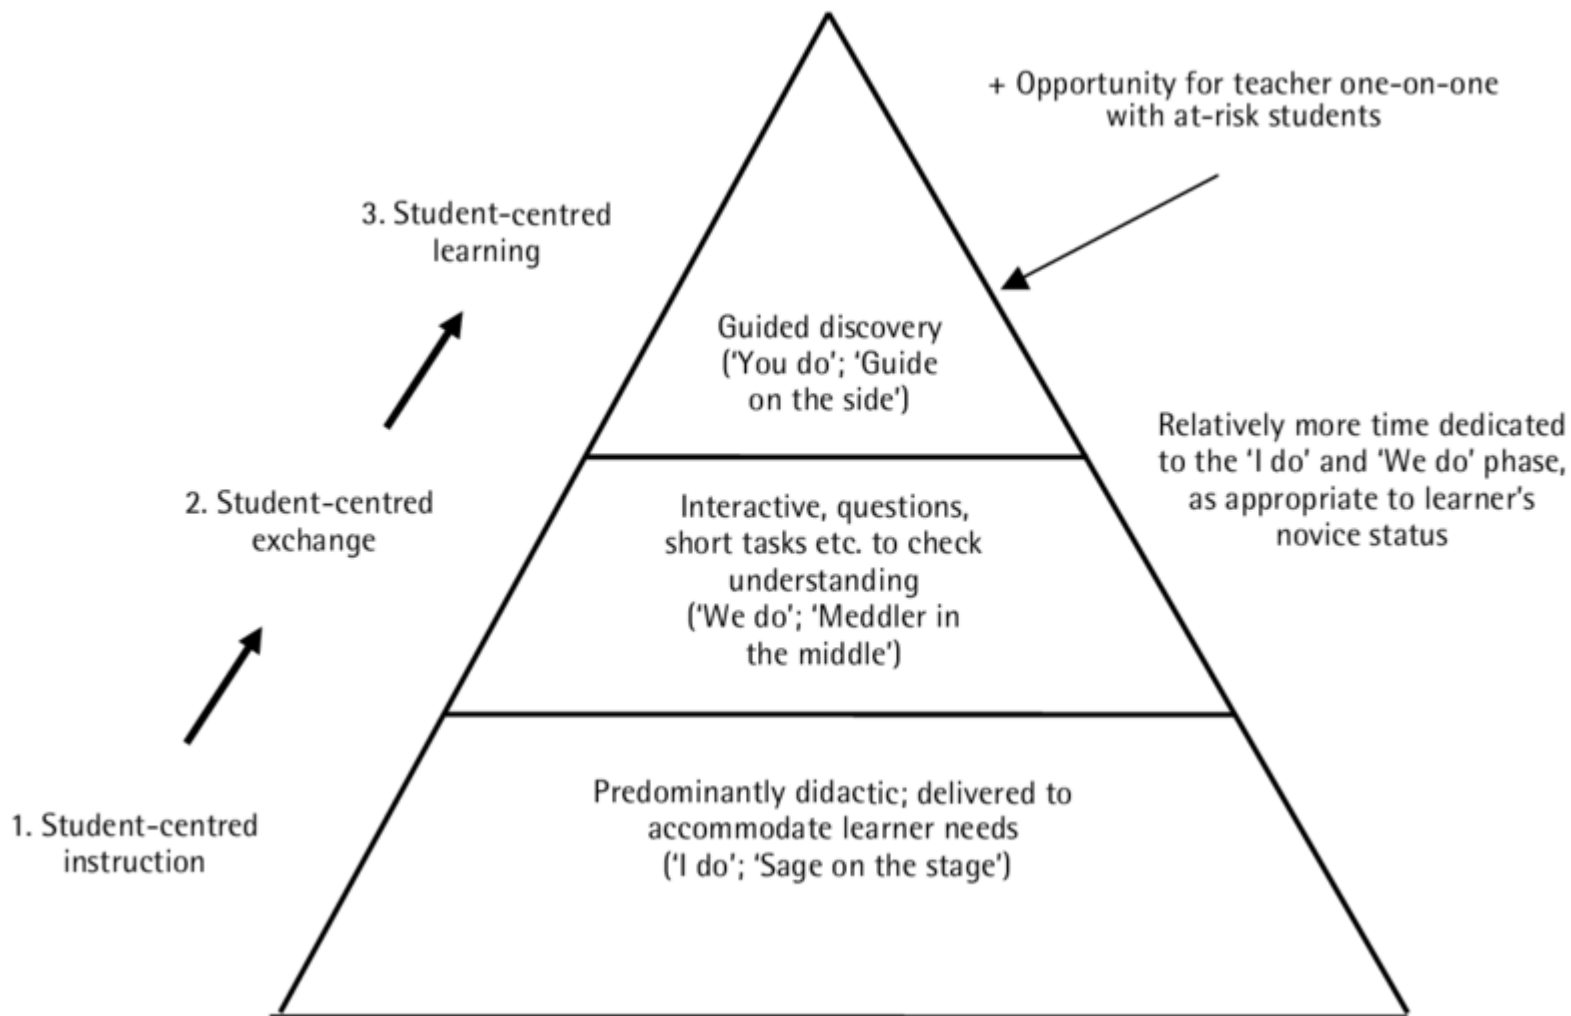 + Opportunity for teacher one-on-one
with at-risk students
3. Student-centred
learning
Guided discovery
('You do'; 'Guide
on the side')
Relatively more time dedicated
to the 'I do' and 'We do' phase,
as appropriate to learner's
novice status
2. Student-centred
exchange
Interactive, questions,
short tasks etc. to check
understanding
('We do'; 'Meddler in
the middle')
1. Student-centred
instruction
Predominantly didactic; delivered to
accommodate learner needs
('I do'; 'Sage on the stage')